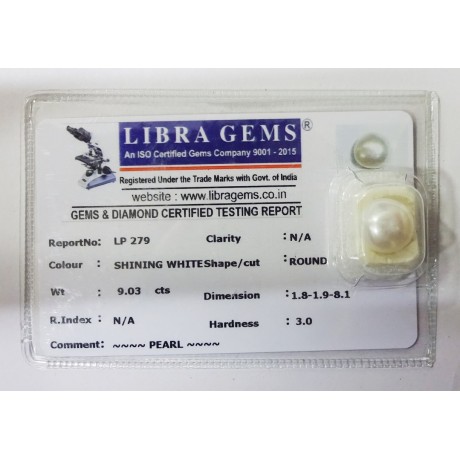 LIBRA GEMS®
An ISO Certified Gems Company 9001 - 2015
Registered Under the Trade Marks with Govt. of India
website : www.libragems.co.in
GEMS & DIAMOND CERTIFIED TESTING REPORT
ReportNo: LP 279 Clarity : N/A
Colour : SHINING WHITE Shape/cut : ROUND
Wt : 9.03 cts Dimension : 1.8-1.9-8.1
R.Index : N/A Hardness : 3.0
Comment: ~~~~ PEARL ~~~~